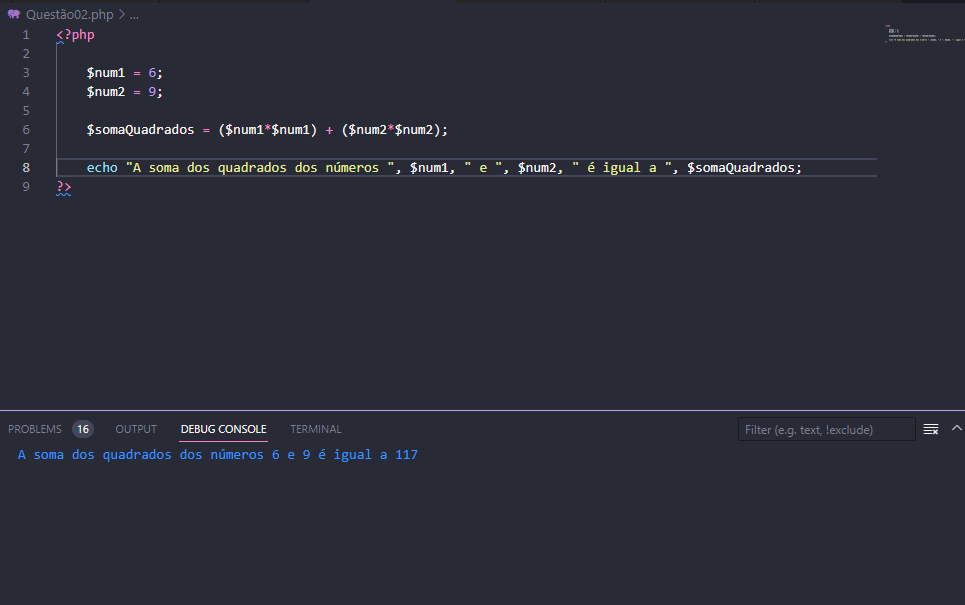 Questão02.php > ...
1 <?php
2
3 $num1 = 6;
4 $num2 = 9;
5
6 $somaQuadrados = ($num1*$num1) + ($num2*$num2);
7
8 echo "A soma dos quadrados dos números ", $num1, " e ", $num2, " é igual a ", $somaQuadrados;
9 ?>
PROBLEMS 16 OUTPUT DEBUG CONSOLE TERMINAL Filter (e.g. text, !exclude)
A soma dos quadrados dos números 6 e 9 é igual a 117